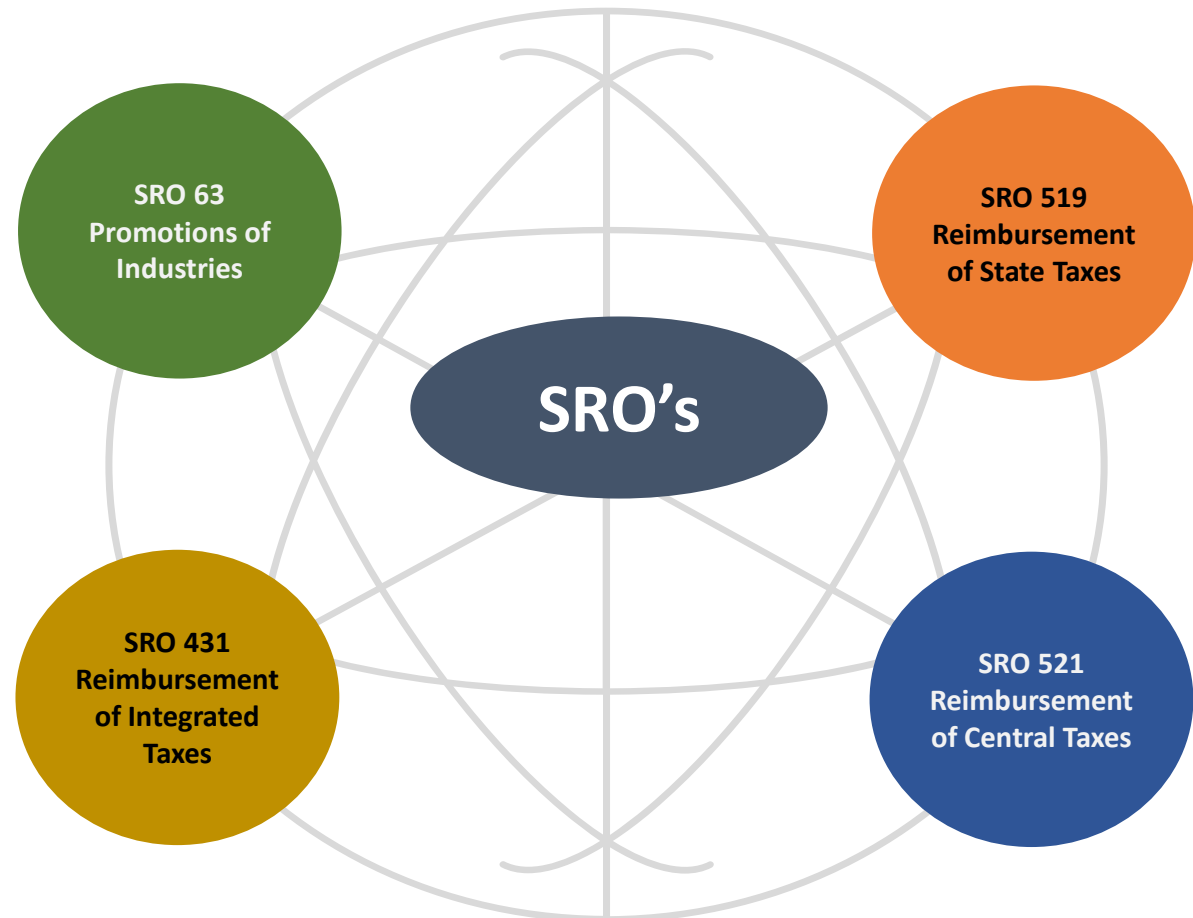 SRO 63
Promotions of
Industries
SRO 519
Reimbursement
of State Taxes
SRO’s
SRO 431
Reimbursement
of Integrated
Taxes
SRO 521
Reimbursement
of Central Taxes